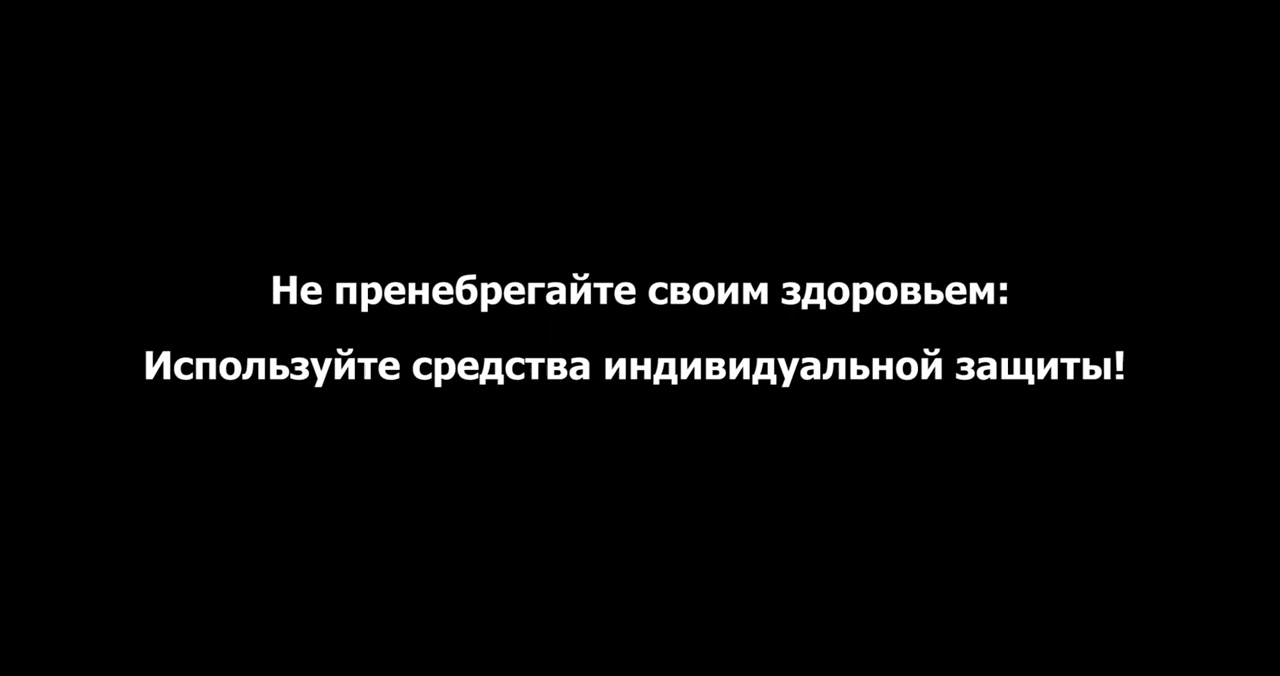 Не пренебрегайте своим здоровьем:
Используйте средства индивидуальной защиты!